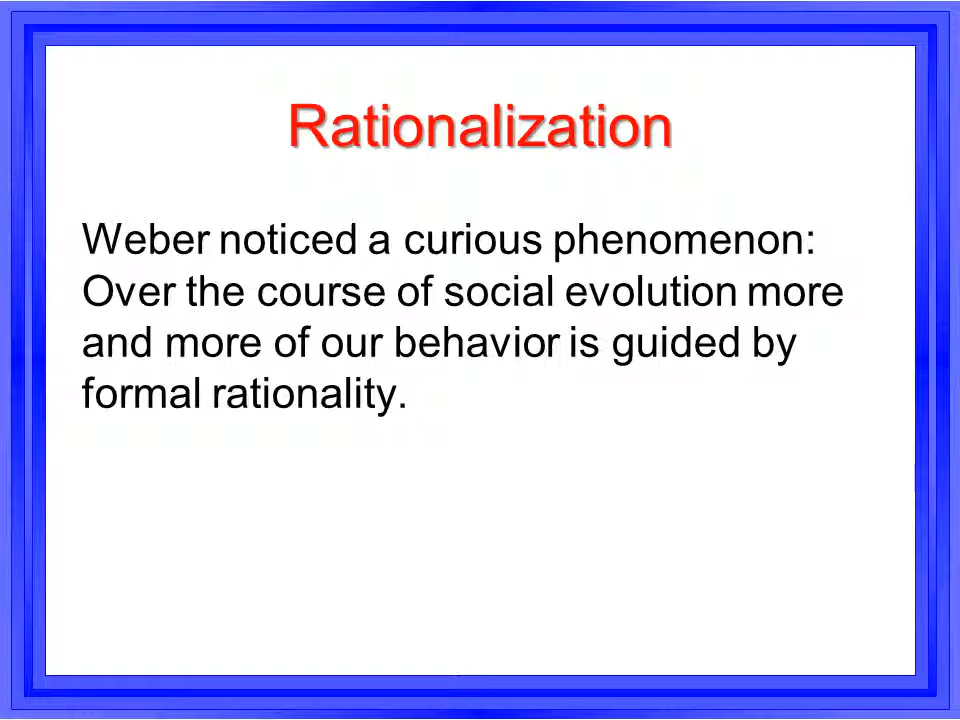 Rationalization
Weber noticed a curious phenomenon:
Over the course of social evolution more
and more of our behavior is guided by
formal rationality.